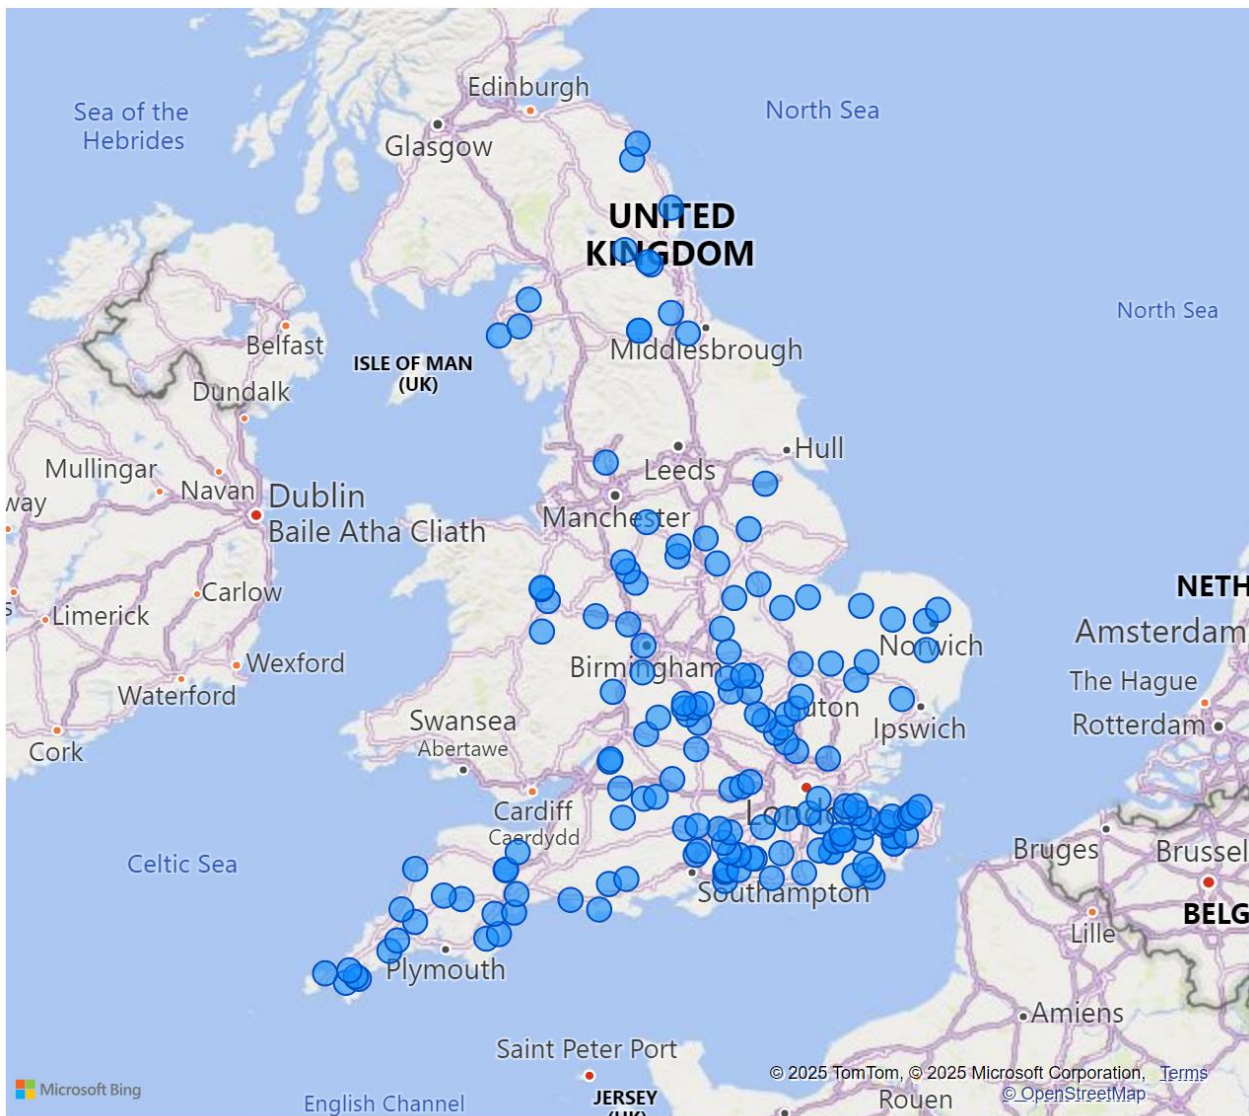 Edinburgh
Sea of the
Hebrides
North Sea
Glasgow
UNITED
KINGDOM
North Sea
Belfast
ISLE OF MAN
(UK)
Middlesbrough
Dundalk
Hull
Mullingar
Leeds
Navan
Dublin
way
Manchester
Baile Atha Cliath
NETH
Carlow
s
Limerick
Amsterdam
Norwich
Wexford
Birmingham
The Hague
Waterford
Swansea
uton
Rotterdam
Ipswich
Abertawe
Cork
Cardiff
Caerdydd
Lond
Bruges
Brussel
Celtic Sea
Southampton
BELG
Lille
Plymouth
Amiens
Saint Peter Port
© 2025 TomTom, © 2025 Microsoft Corporation, Terms
Microsoft Bing
© OpenStreetMap
English Channel
JERSEY
(UK)
Rouen